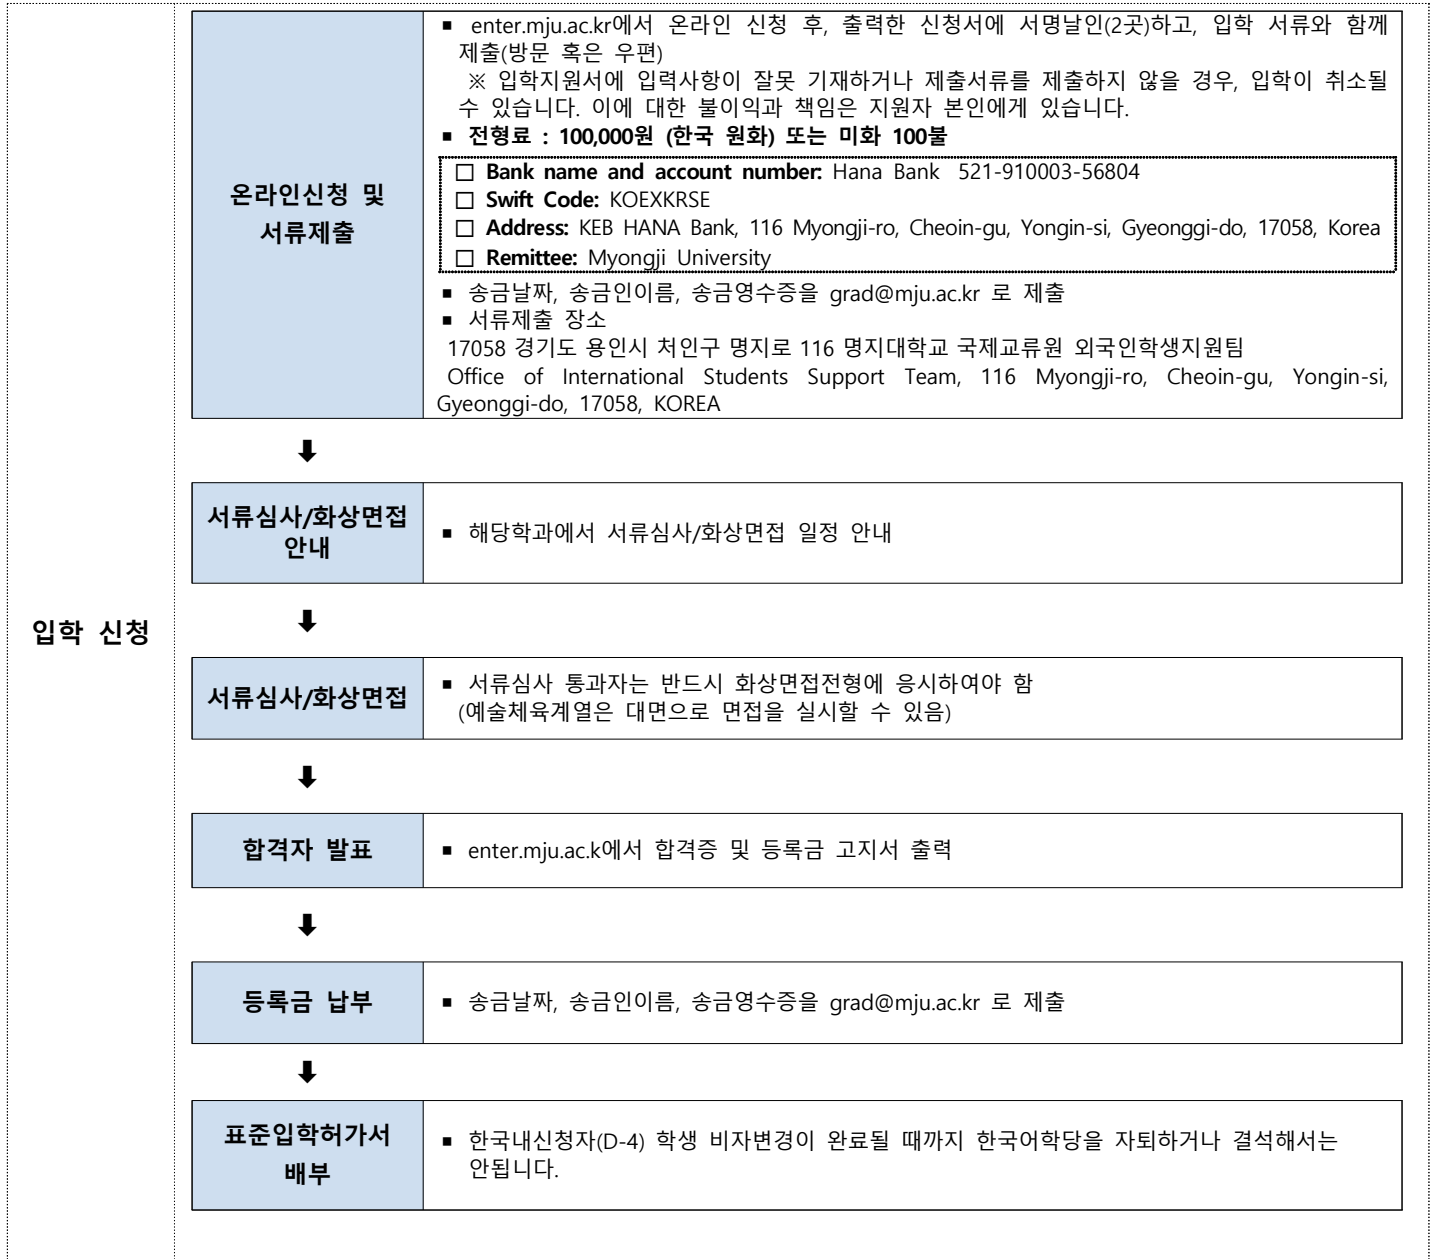 입학 신청
온라인신청 및
서류제출
▪ enter.mju.ac.kr에서 온라인 신청 후, 출력한 신청서에 서명날인(2곳)하고, 입학 서류와 함께
제출(방문 혹은 우편)
※ 입학지원서에 입력사항이 잘못 기재하거나 제출서류를 제출하지 않을 경우, 입학이 취소될
수 있습니다. 이에 대한 불이익과 책임은 지원자 본인에게 있습니다.
▪ 전형료 : 100,000원 (한국 원화) 또는 미화 100불
□ Bank name and account number: Hana Bank 521-910003-56804
□ Swift Code: KOEXKRSE
□ Address: KEB HANA Bank, 116 Myongji-ro, Cheoin-gu, Yongin-si, Gyeonggi-do, 17058, Korea
□ Remittee: Myongji University
▪ 송금날짜, 송금인이름, 송금영수증을 grad@mju.ac.kr 로 제출
▪ 서류제출 장소
17058 경기도 용인시 처인구 명지로 116 명지대학교 국제교류원 외국인학생지원팀
Office of International Students Support Team, 116 Myongji-ro, Cheoin-gu, Yongin-si,
Gyeonggi-do, 17058, KOREA
⬇
서류심사/화상면접
안내
▪ 해당학과에서 서류심사/화상면접 일정 안내
⬇
서류심사/화상면접
▪ 서류심사 통과자는 반드시 화상면접전형에 응시하여야 함
(예술체육계열은 대면으로 면접을 실시할 수 있음)
⬇
합격자 발표
▪ enter.mju.ac.k에서 합격증 및 등록금 고지서 출력
⬇
등록금 납부
▪ 송금날짜, 송금인이름, 송금영수증을 grad@mju.ac.kr 로 제출
⬇
표준입학허가서
배부
▪ 한국내신청자(D-4) 학생 비자변경이 완료될 때까지 한국어학당을 자퇴하거나 결석해서는
안됩니다.